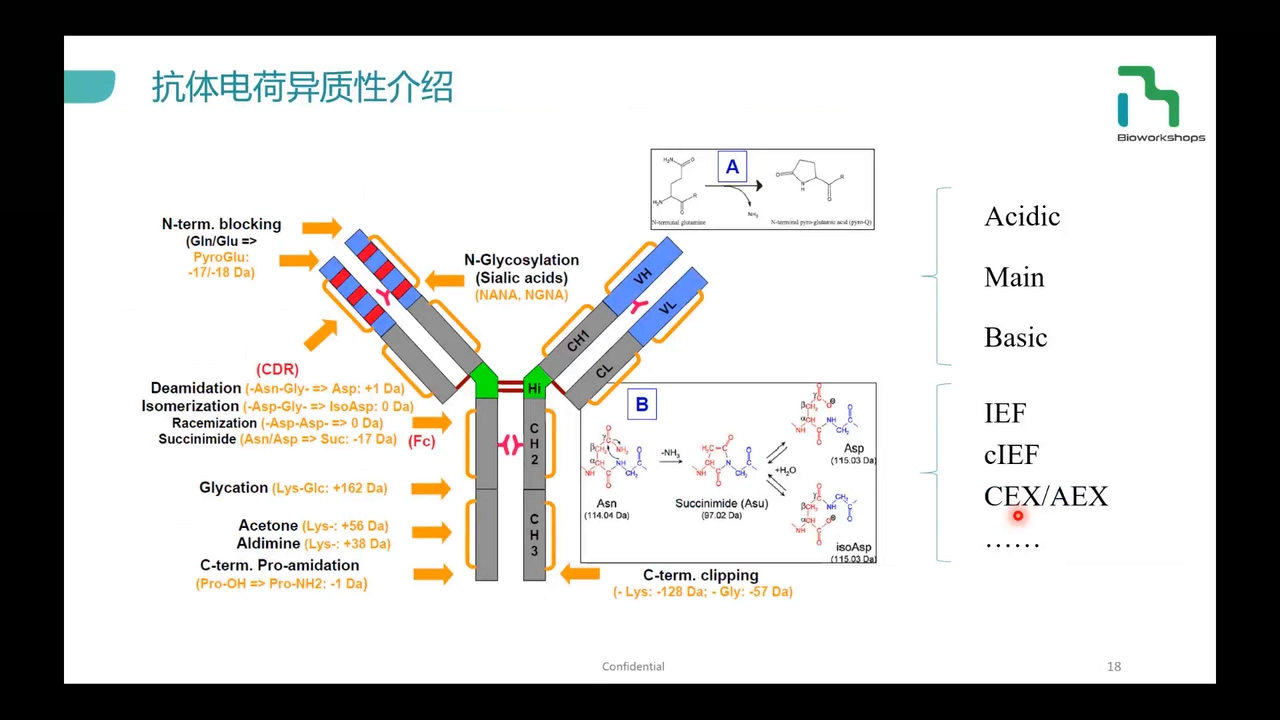 抗体电荷异质性介绍
Bioworkshops
A
H₂N
O
H₂N
R
O
NH₃
O
N
H
R
O
N-terminal glutamine
N-terminal pyro-glutamic acid (pyro-Q)
N-term. blocking
(Gln/Glu =>
PyroGlu:
-17/-18 Da)
N-Glycosylation
(Sialic acids)
(NANA, NGNA)
VH
VL
CH1
CL
Hi
CH2
CH3
(CDR)
Deamidation (-Asn-Gly- => Asp: +1 Da)
Isomerization (-Asp-Gly- => IsoAsp: 0 Da)
Racemization (-Asp-Asp- => 0 Da)
Succinimide (Asn/Asp => Suc: -17 Da)
(Fc)
Glycation (Lys-Glc: +162 Da)
Acetone (Lys-: +56 Da)
Aldimine (Lys-: +38 Da)
C-term. Pro-amidation
(Pro-OH => Pro-NH2: -1 Da)
C-term. clipping
(- Lys: -128 Da; - Gly: -57 Da)
B
Asn
(114.04 Da)
-NH₃
Succinimide (Asu)
(97.02 Da)
+H₂O
Asp
(115.03 Da)
isoAsp
(115.03 Da)
Acidic
Main
Basic
IEF
cIEF
CEX/AEX
……
Confidential
18